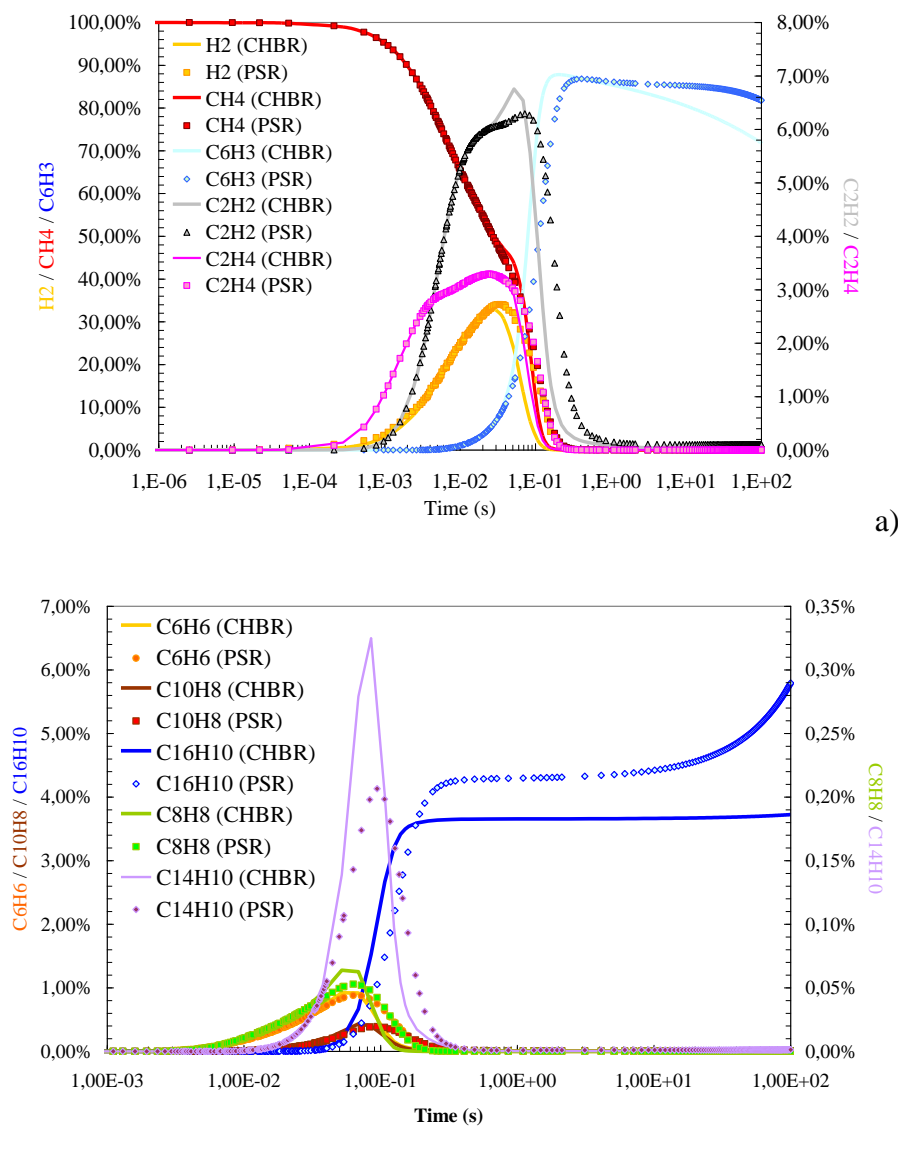 100,00%
90,00%
80,00%
70,00%
60,00%
50,00%
40,00%
30,00%
20,00%
10,00%
0,00%
H2 / CH4 / C6H3
H2 (CHBR)
H2 (PSR)
CH4 (CHBR)
CH4 (PSR)
C6H3 (CHBR)
C6H3 (PSR)
C2H2 (CHBR)
C2H2 (PSR)
C2H4 (CHBR)
C2H4 (PSR)
8,00%
7,00%
6,00%
5,00%
4,00%
3,00%
2,00%
1,00%
0,00%
C2H2 / C2H4
1,E-06 1,E-05 1,E-04 1,E-03 1,E-02 1,E-01 1,E+00 1,E+01 1,E+02
Time (s)
a)
7,00%
6,00%
5,00%
4,00%
3,00%
2,00%
1,00%
0,00%
C6H6 / C10H8 / C16H10
C6H6 (CHBR)
C6H6 (PSR)
C10H8 (CHBR)
C10H8 (PSR)
C16H10 (CHBR)
C16H10 (PSR)
C8H8 (CHBR)
C8H8 (PSR)
C14H10 (CHBR)
C14H10 (PSR)
0,35%
0,30%
0,25%
0,20%
0,15%
0,10%
0,05%
0,00%
C8H8 / C14H10
1,00E-03 1,00E-02 1,00E-01 1,00E+00 1,00E+01 1,00E+02
Time (s)